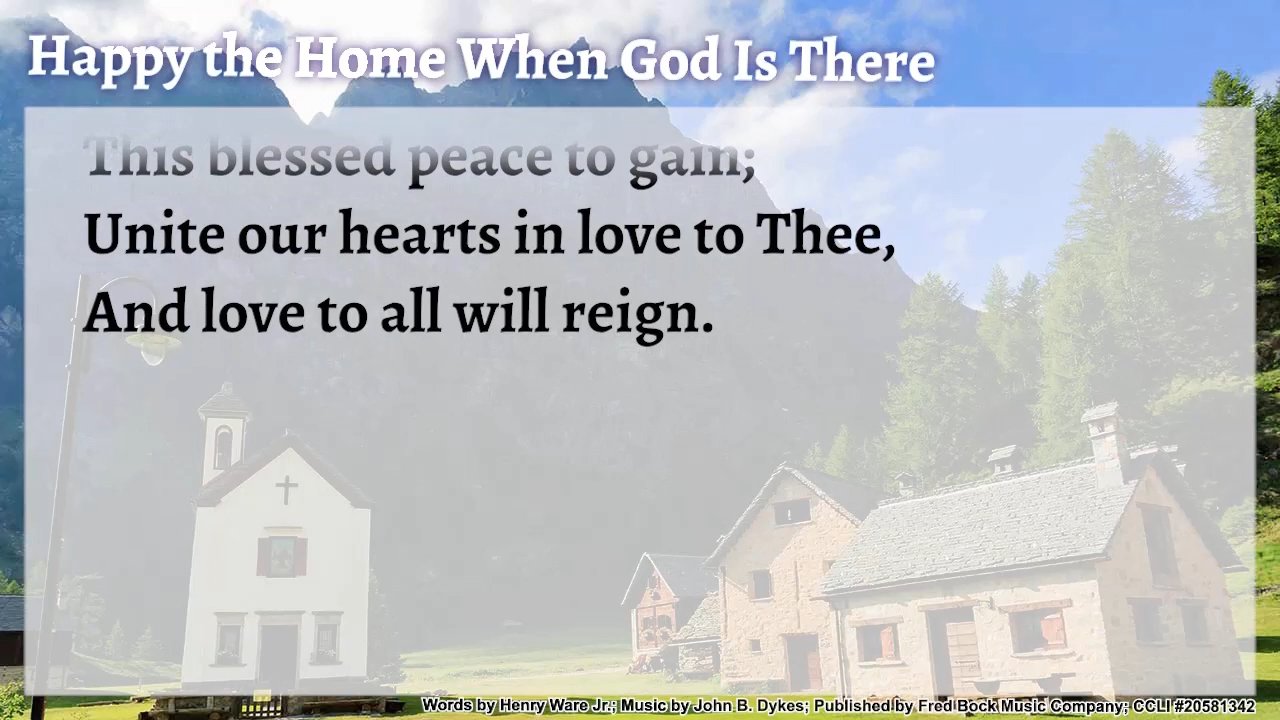 Happy the Home When God Is There
This blessed peace to gain;
Unite our hearts in love to Thee,
And love to all will reign.
Words by Henry Ware Jr.; Music by John B. Dykes; Published by Fred Bock Music Company; CCLI #20581342